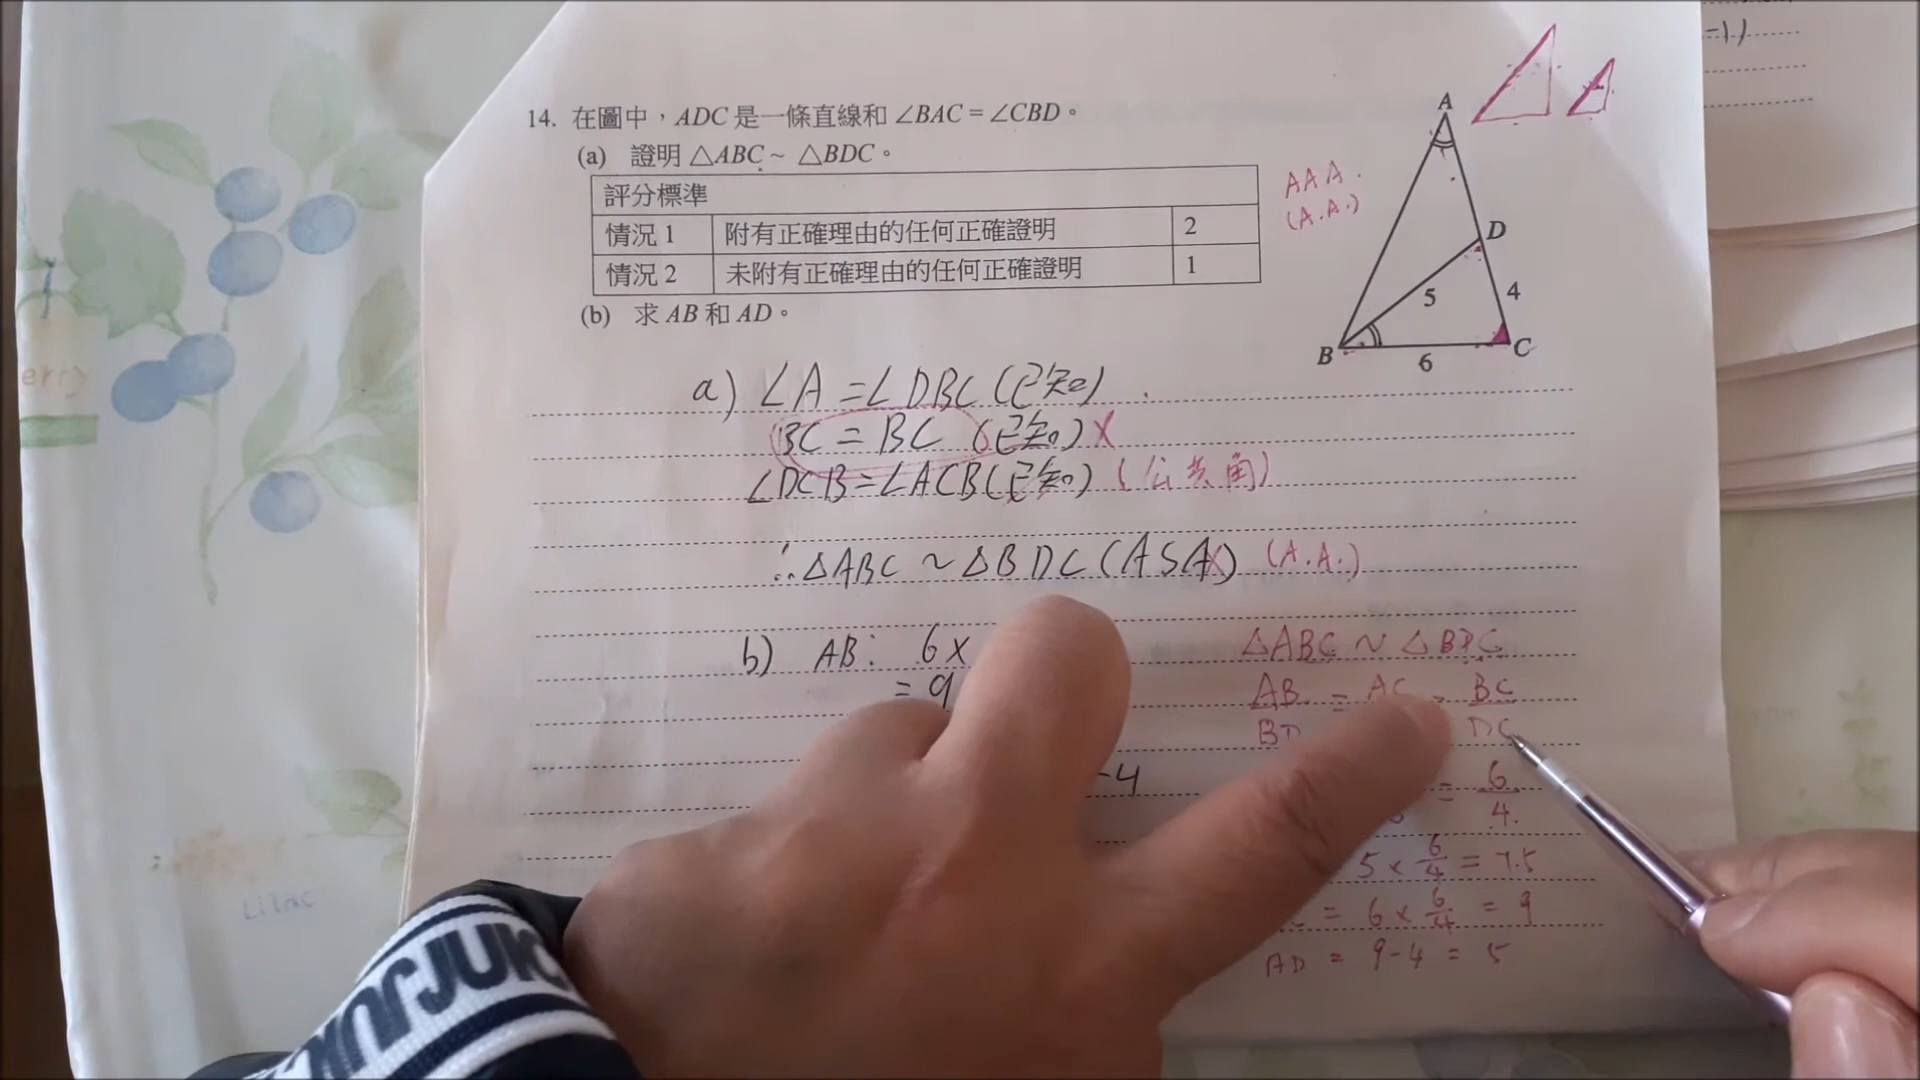 -1)
14. 在圖中，ADC 是一條直線和 ∠BAC = ∠CBD。
(a) 證明 △ABC ~ △BDC。
評分標準
情況 1 附有正確理由的任何正確證明 2
情況 2 未附有正確理由的任何正確證明 1
(b) 求 AB 和 AD。
AAA.
(A.A.)
A
D
5
4
B
6
C
a) ∠A = ∠DBC (已知)
BC = BC (已知) X
∠DCB = ∠ACB (已知) (公共角)
∴ △ABC ~ △BDC (ASA) (A.A.)
b) AB: 6x
= 9
-4
△ABC ~ △BDC
AB = AC = BC
BD DC
= 6
4.
5 × 6/4 = 7.5
= 6 × 6/4 = 9
AD = 9-4 = 5
erry
Lilac